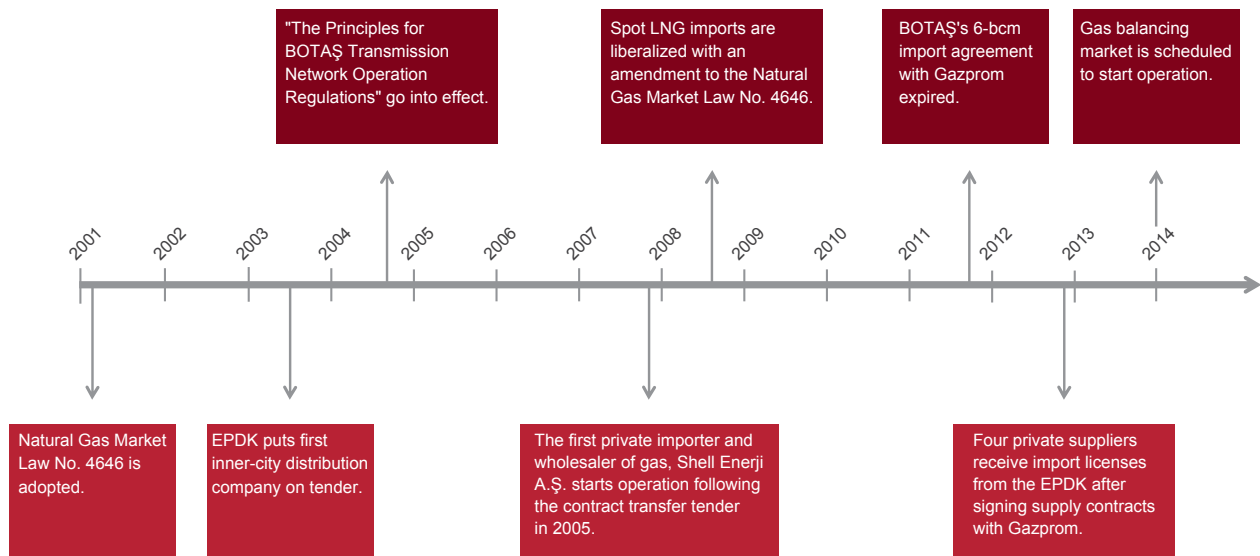 "The Principles for
BOTAŞ Transmission
Network Operation
Regulations" go into effect.
Spot LNG imports are
liberalized with an
amendment to the Natural
Gas Market Law No. 4646.
BOTAŞ's 6-bcm
import agreement
with Gazprom
expired.
Gas balancing
market is scheduled
to start operation.
2001
2002
2003
2004
2005
2006
2007
2008
2009
2010
2011
2012
2013
2014
Natural Gas Market
Law No. 4646 is
adopted.
EPDK puts first
inner-city distribution
company on tender.
The first private importer and
wholesaler of gas, Shell Enerji
A.Ş. starts operation following
the contract transfer tender
in 2005.
Four private suppliers
receive import licenses
from the EPDK after
signing supply contracts
with Gazprom.